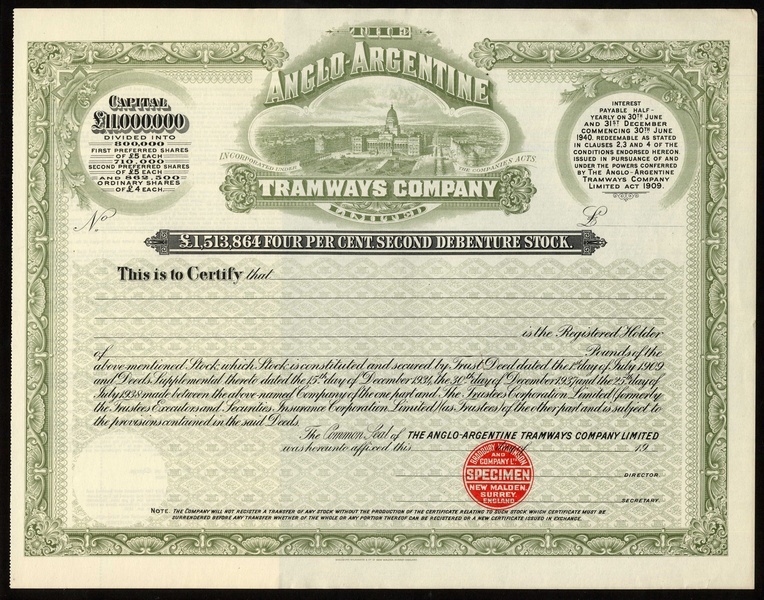 THE
ANGLO-ARGENTINE
INCORPORATED UNDER THE COMPANIES ACTS.
TRAMWAYS COMPANY
LIMITED
CAPITAL
£11,000,000
DIVIDED INTO
800,000
FIRST PREFERRED SHARES
OF £5 EACH
710,000
SECOND PREFERRED SHARES
OF £5 EACH
AND 862,500
ORDINARY SHARES
OF £4 EACH.
INTEREST
PAYABLE HALF-
YEARLY ON 30TH JUNE
AND 31ST DECEMBER
COMMENCING 30TH JUNE
1940. REDEEMABLE AS STATED
IN CLAUSES 2,3 AND 4 OF THE
CONDITIONS ENDORSED HEREON.
ISSUED IN PURSUANCE OF AND
UNDER THE POWERS CONFERRED
BY THE ANGLO-ARGENTINE
TRAMWAYS COMPANY
LIMITED ACT 1909.
No. £
£1,513,864 FOUR PER CENT. SECOND DEBENTURE STOCK.
This is to Certify that
is the Registered Holder
of Pounds of the
above-mentioned Stock which Stock is constituted and secured by Trust Deed dated the 1st day of July 1909
and Deeds Supplemental thereto dated the 15th day of December 1931, the 30th day of December 1937 and the 25th day of
July 1938 made between the above-named Company of the one part and The Trustees Corporation Limited (formerly
the Trustees Executors and Securities Insurance Corporation Limited) (as Trustees) of the other part and is subject to
the provisions contained in the said Deeds.
The Common Seal of THE ANGLO-ARGENTINE TRAMWAYS COMPANY LIMITED
was hereunto affixed this day of 19
BRADBURY WILKINSON
AND
COMPANY LD.
SPECIMEN
NEW MALDEN,
SURREY,
ENGLAND.
DIRECTOR.
SECRETARY.
NOTE. THE COMPANY WILL NOT REGISTER A TRANSFER OF ANY STOCK WITHOUT THE PRODUCTION OF THE CERTIFICATE RELATING TO SUCH STOCK WHICH CERTIFICATE MUST BE
SURRENDERED BEFORE ANY TRANSFER WHETHER OF THE WHOLE OR ANY PORTION THEREOF CAN BE REGISTERED OR A NEW CERTIFICATE ISSUED IN EXCHANGE.